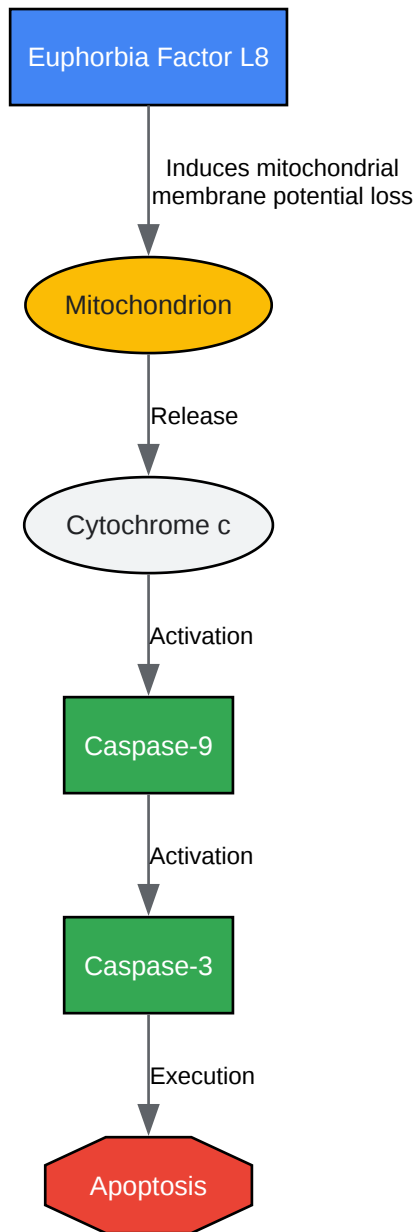 Euphorbia Factor L8
Induces mitochondrial
membrane potential loss
Mitochondrion
Release
Cytochrome c
Activation
Caspase-9
Activation
Caspase-3
Execution
Apoptosis